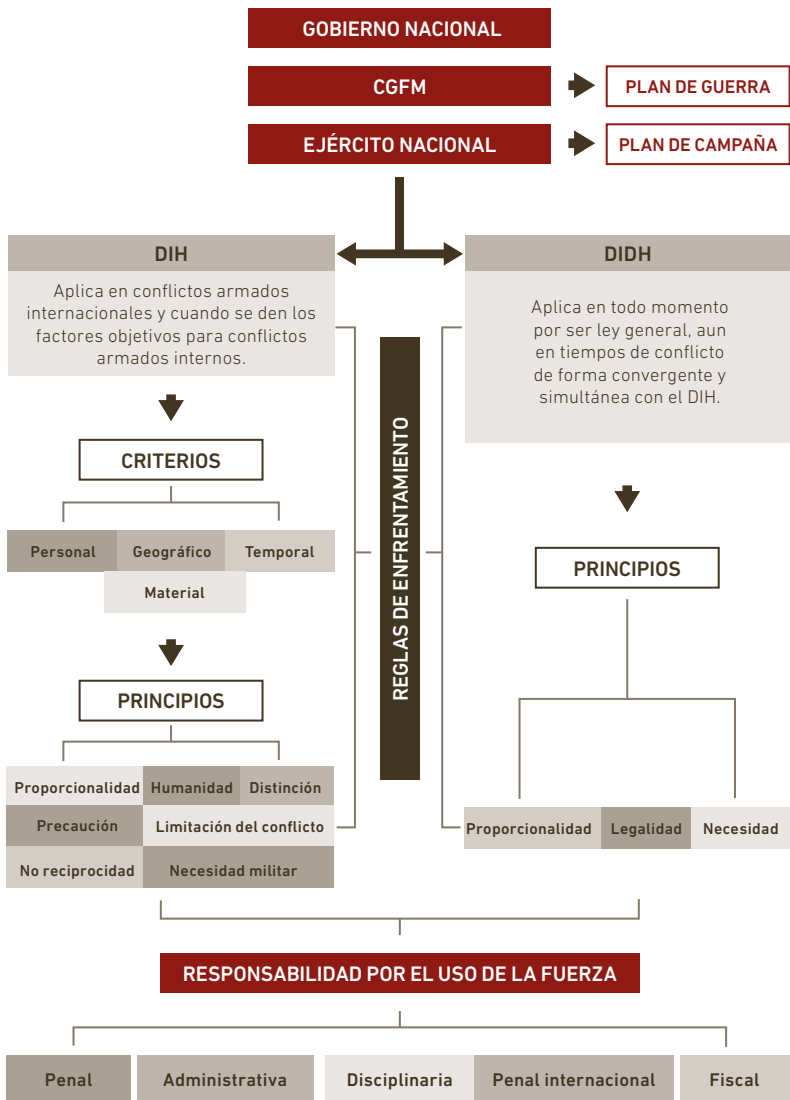 GOBIERNO NACIONAL
CGFM
PLAN DE GUERRA
EJÉRCITO NACIONAL
PLAN DE CAMPAÑA
DIH
Aplica en conflictos armados
internacionales y cuando se den los
factores objetivos para conflictos
armados internos.
CRITERIOS
Personal
Geográfico
Temporal
Material
PRINCIPIOS
Proporcionalidad
Humanidad
Distinción
Precaución
Limitación del conflicto
No reciprocidad
Necesidad militar
REGLAS DE ENFRENTAMIENTO
DIDH
Aplica en todo momento
por ser ley general, aun
en tiempos de conflicto
de forma convergente y
simultánea con el DIH.
PRINCIPIOS
Proporcionalidad
Legalidad
Necesidad
RESPONSABILIDAD POR EL USO DE LA FUERZA
Penal
Administrativa
Disciplinaria
Penal internacional
Fiscal